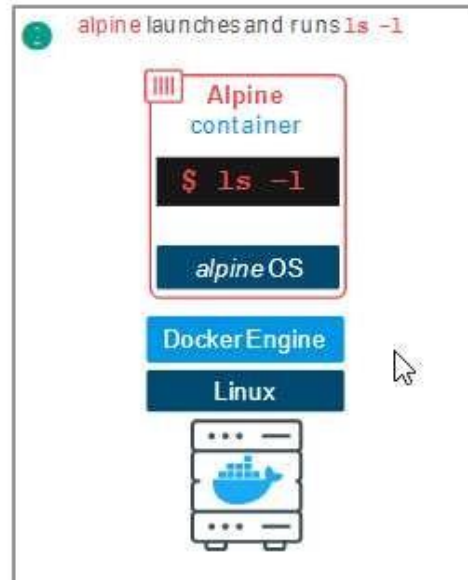 alpine launches and runs ls -l
Alpine
container
$ ls -l
alpine OS
Docker Engine
Linux